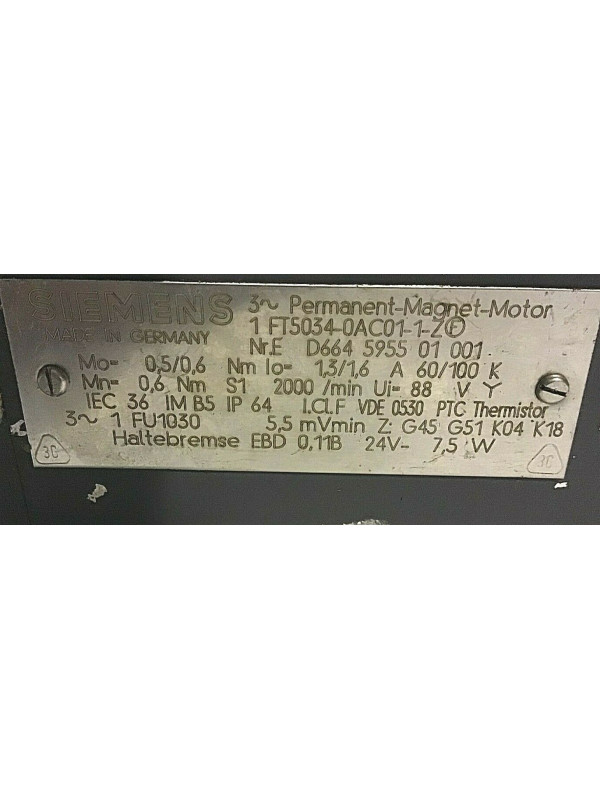 SIEMENS 3~ Permanent-Magnet-Motor
MADE IN GERMANY 1 FT5034-0AC01-1-Z F
Nr.E D664 5955 01 001
Mo= 0,5/0,6 Nm Io= 1,3/1,6 A 60/100 K
Mn= 0,6 Nm S1 2000 /min Ui= 88 V Y
IEC 36 IM B5 IP 64 I.Cl.F VDE 0530 PTC Thermistor
3~ 1 FU1030 5,5 mVmin Z: G45 G51 K04 K18
Haltebremse EBD 0,11B 24V- 7,5 W
3C 3C